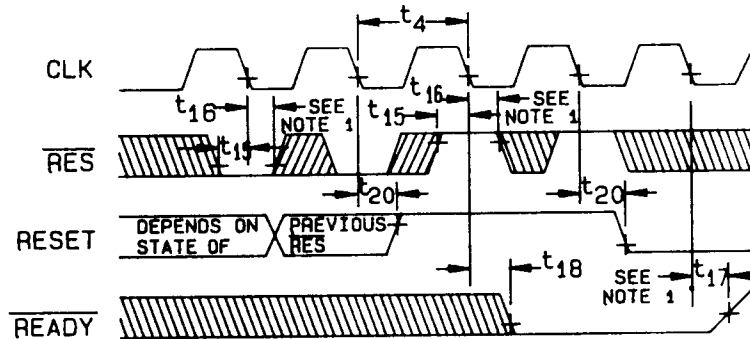 t4
CLK
t16
SEE
NOTE 1
t16
t15
SEE
NOTE 1
RES
t15
t20
t20
RESET
DEPENDS ON
STATE OF
PREVIOUS
RES
t18
SEE
NOTE 1
t17
READY